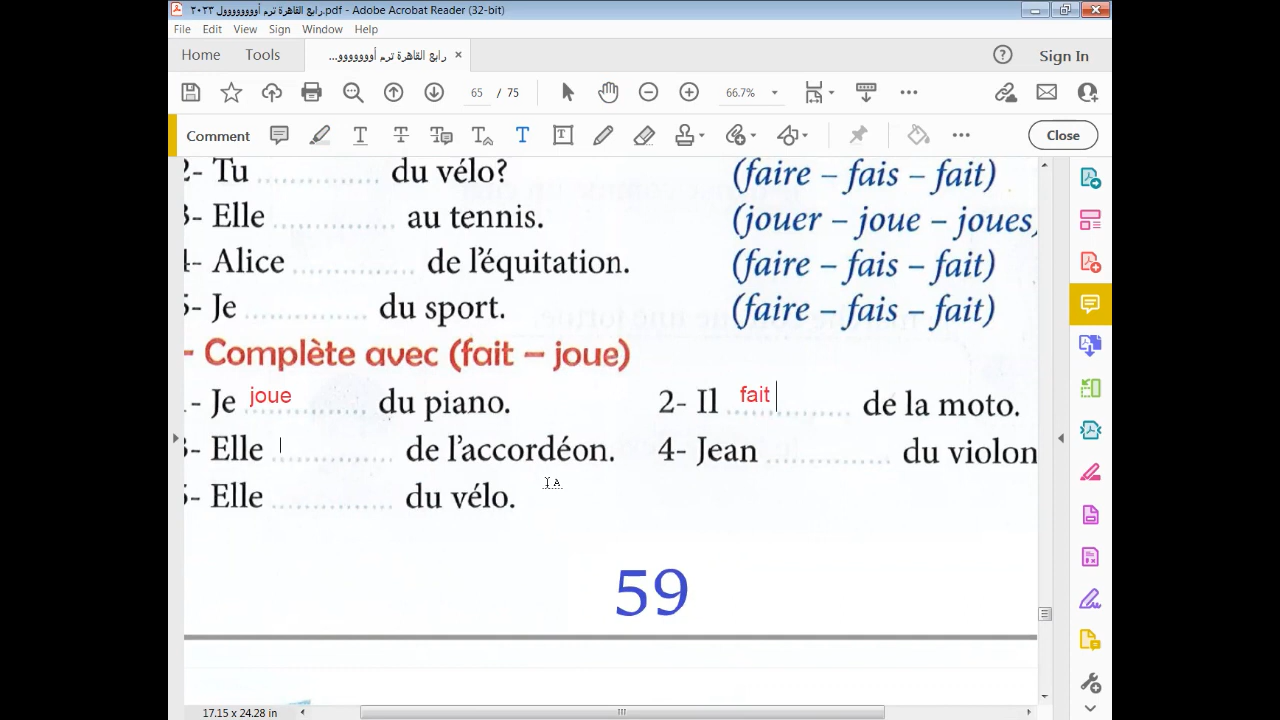 رابع القاهرة ترم أوووووووول ٢٠٢٣.pdf - Adobe Acrobat Reader (32-bit)
File Edit View Sign Window Help
Home Tools رابع القاهرة ترم أوووووو... × Sign In
65 / 75 66.7%
Comment Close
2- Tu .............. du vélo? (faire – fais – fait)
3- Elle .............. au tennis. (jouer – joue – joues)
4- Alice .............. de l'équitation. (faire – fais – fait)
5- Je .............. du sport. (faire – fais – fait)
- Complète avec (fait – joue)
1- Je joue du piano. 2- Il fait de la moto.
3- Elle .............. de l'accordéon. 4- Jean .............. du violon
5- Elle .............. du vélo.
59
17.15 x 24.28 in